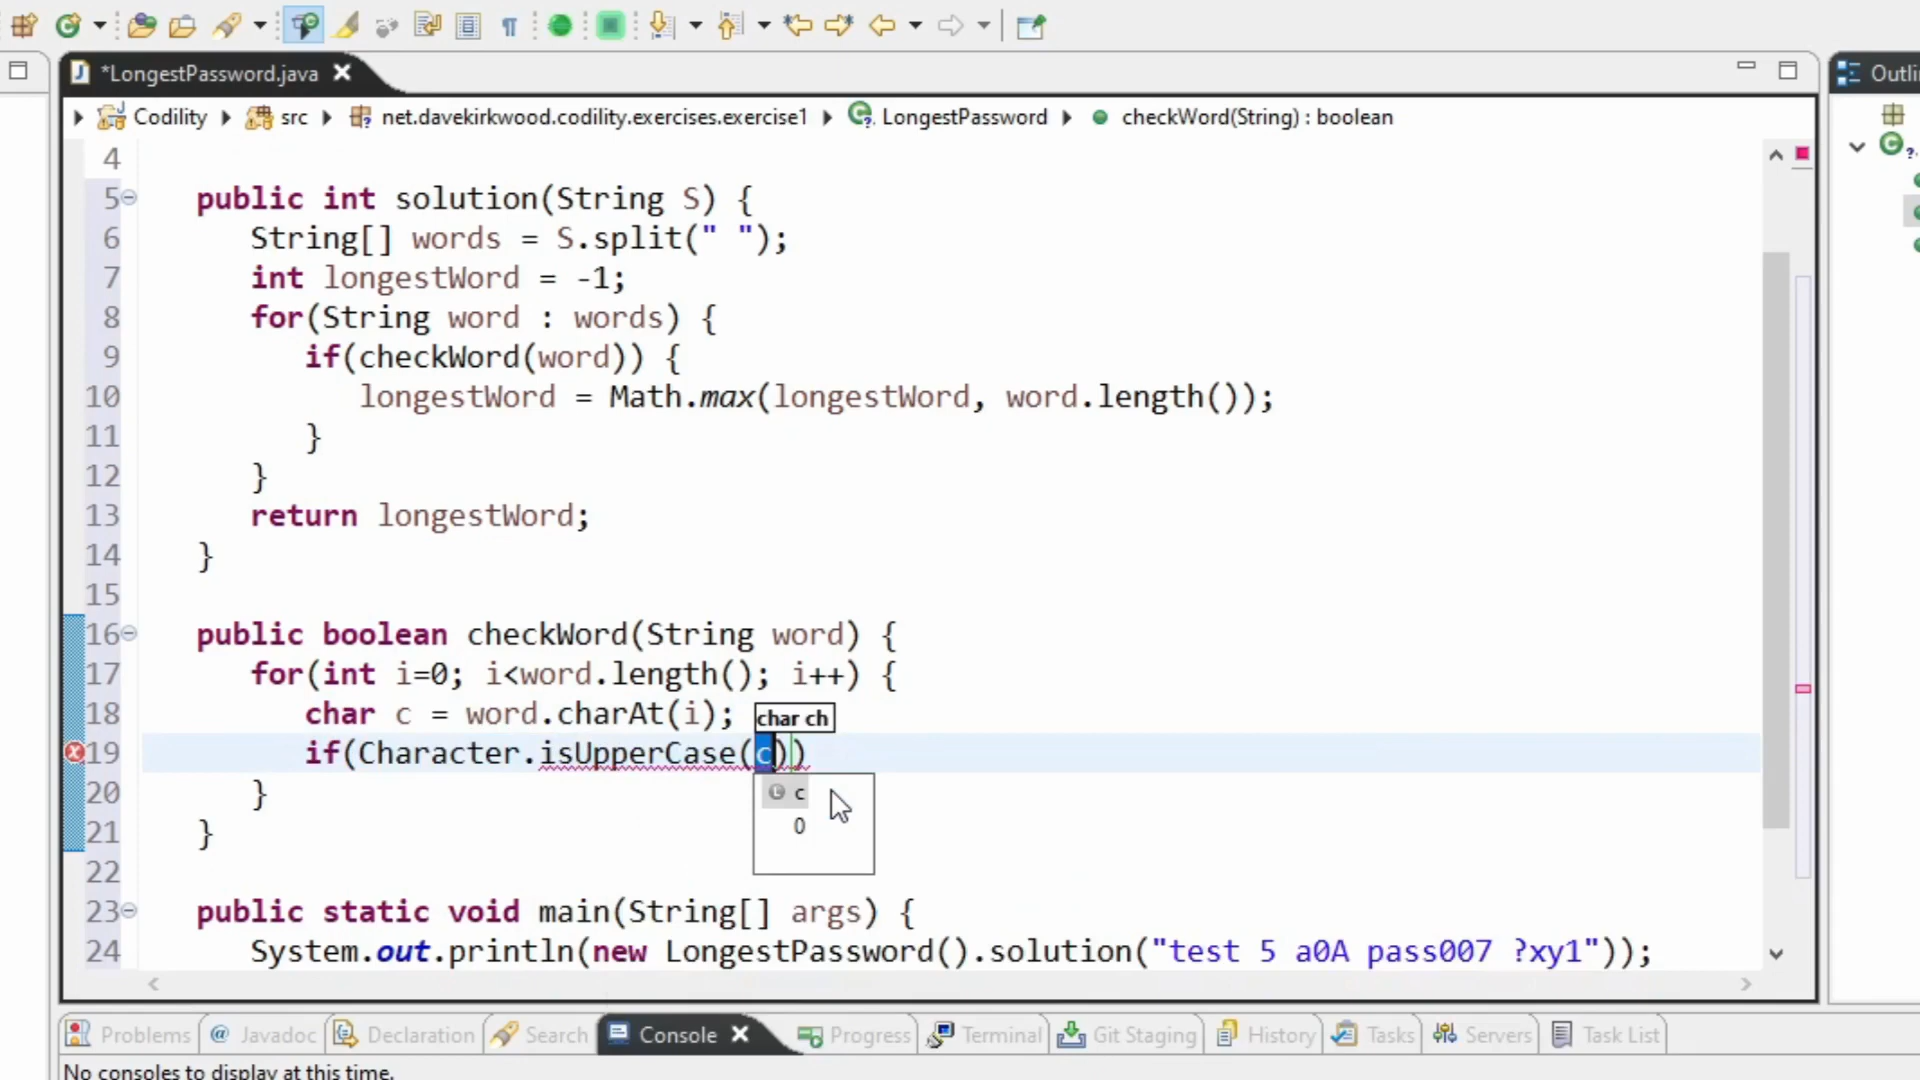 *LongestPassword.java
Outli
Codility src net.davekirkwood.codility.exercises.exercise1 LongestPassword checkWord(String) : boolean
4
5 public int solution(String S) {
6 String[] words = S.split(" ");
7 int longestWord = -1;
8 for(String word : words) {
9 if(checkWord(word)) {
10 longestWord = Math.max(longestWord, word.length());
11 }
12 }
13 return longestWord;
14 }
15
16 public boolean checkWord(String word) {
17 for(int i=0; i<word.length(); i++) {
18 char c = word.charAt(i);
char ch
19 if(Character.isUpperCase(c))
c
0
20 }
21 }
22
23 public static void main(String[] args) {
24 System.out.println(new LongestPassword().solution("test 5 a0A pass007 ?xy1"));
Problems @ Javadoc Declaration Search Console Progress Terminal Git Staging History Tasks Servers Task List
No consoles to display at this time.